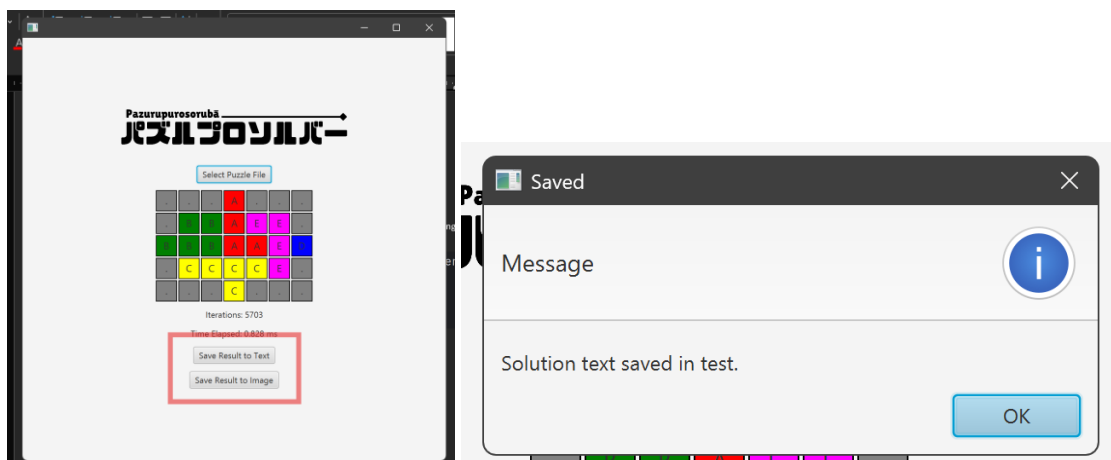 Pazurupurosorubā
パズルプロソルバー
Select Puzzle File
. . . A . . .
. B B A E E .
B B B A A E D
. C C C C E .
. . . C . . .
Iterations: 5703
Time Elapsed: 0.828 ms
Save Result to Text
Save Result to Image
Saved
Message
Solution text saved in test.
OK